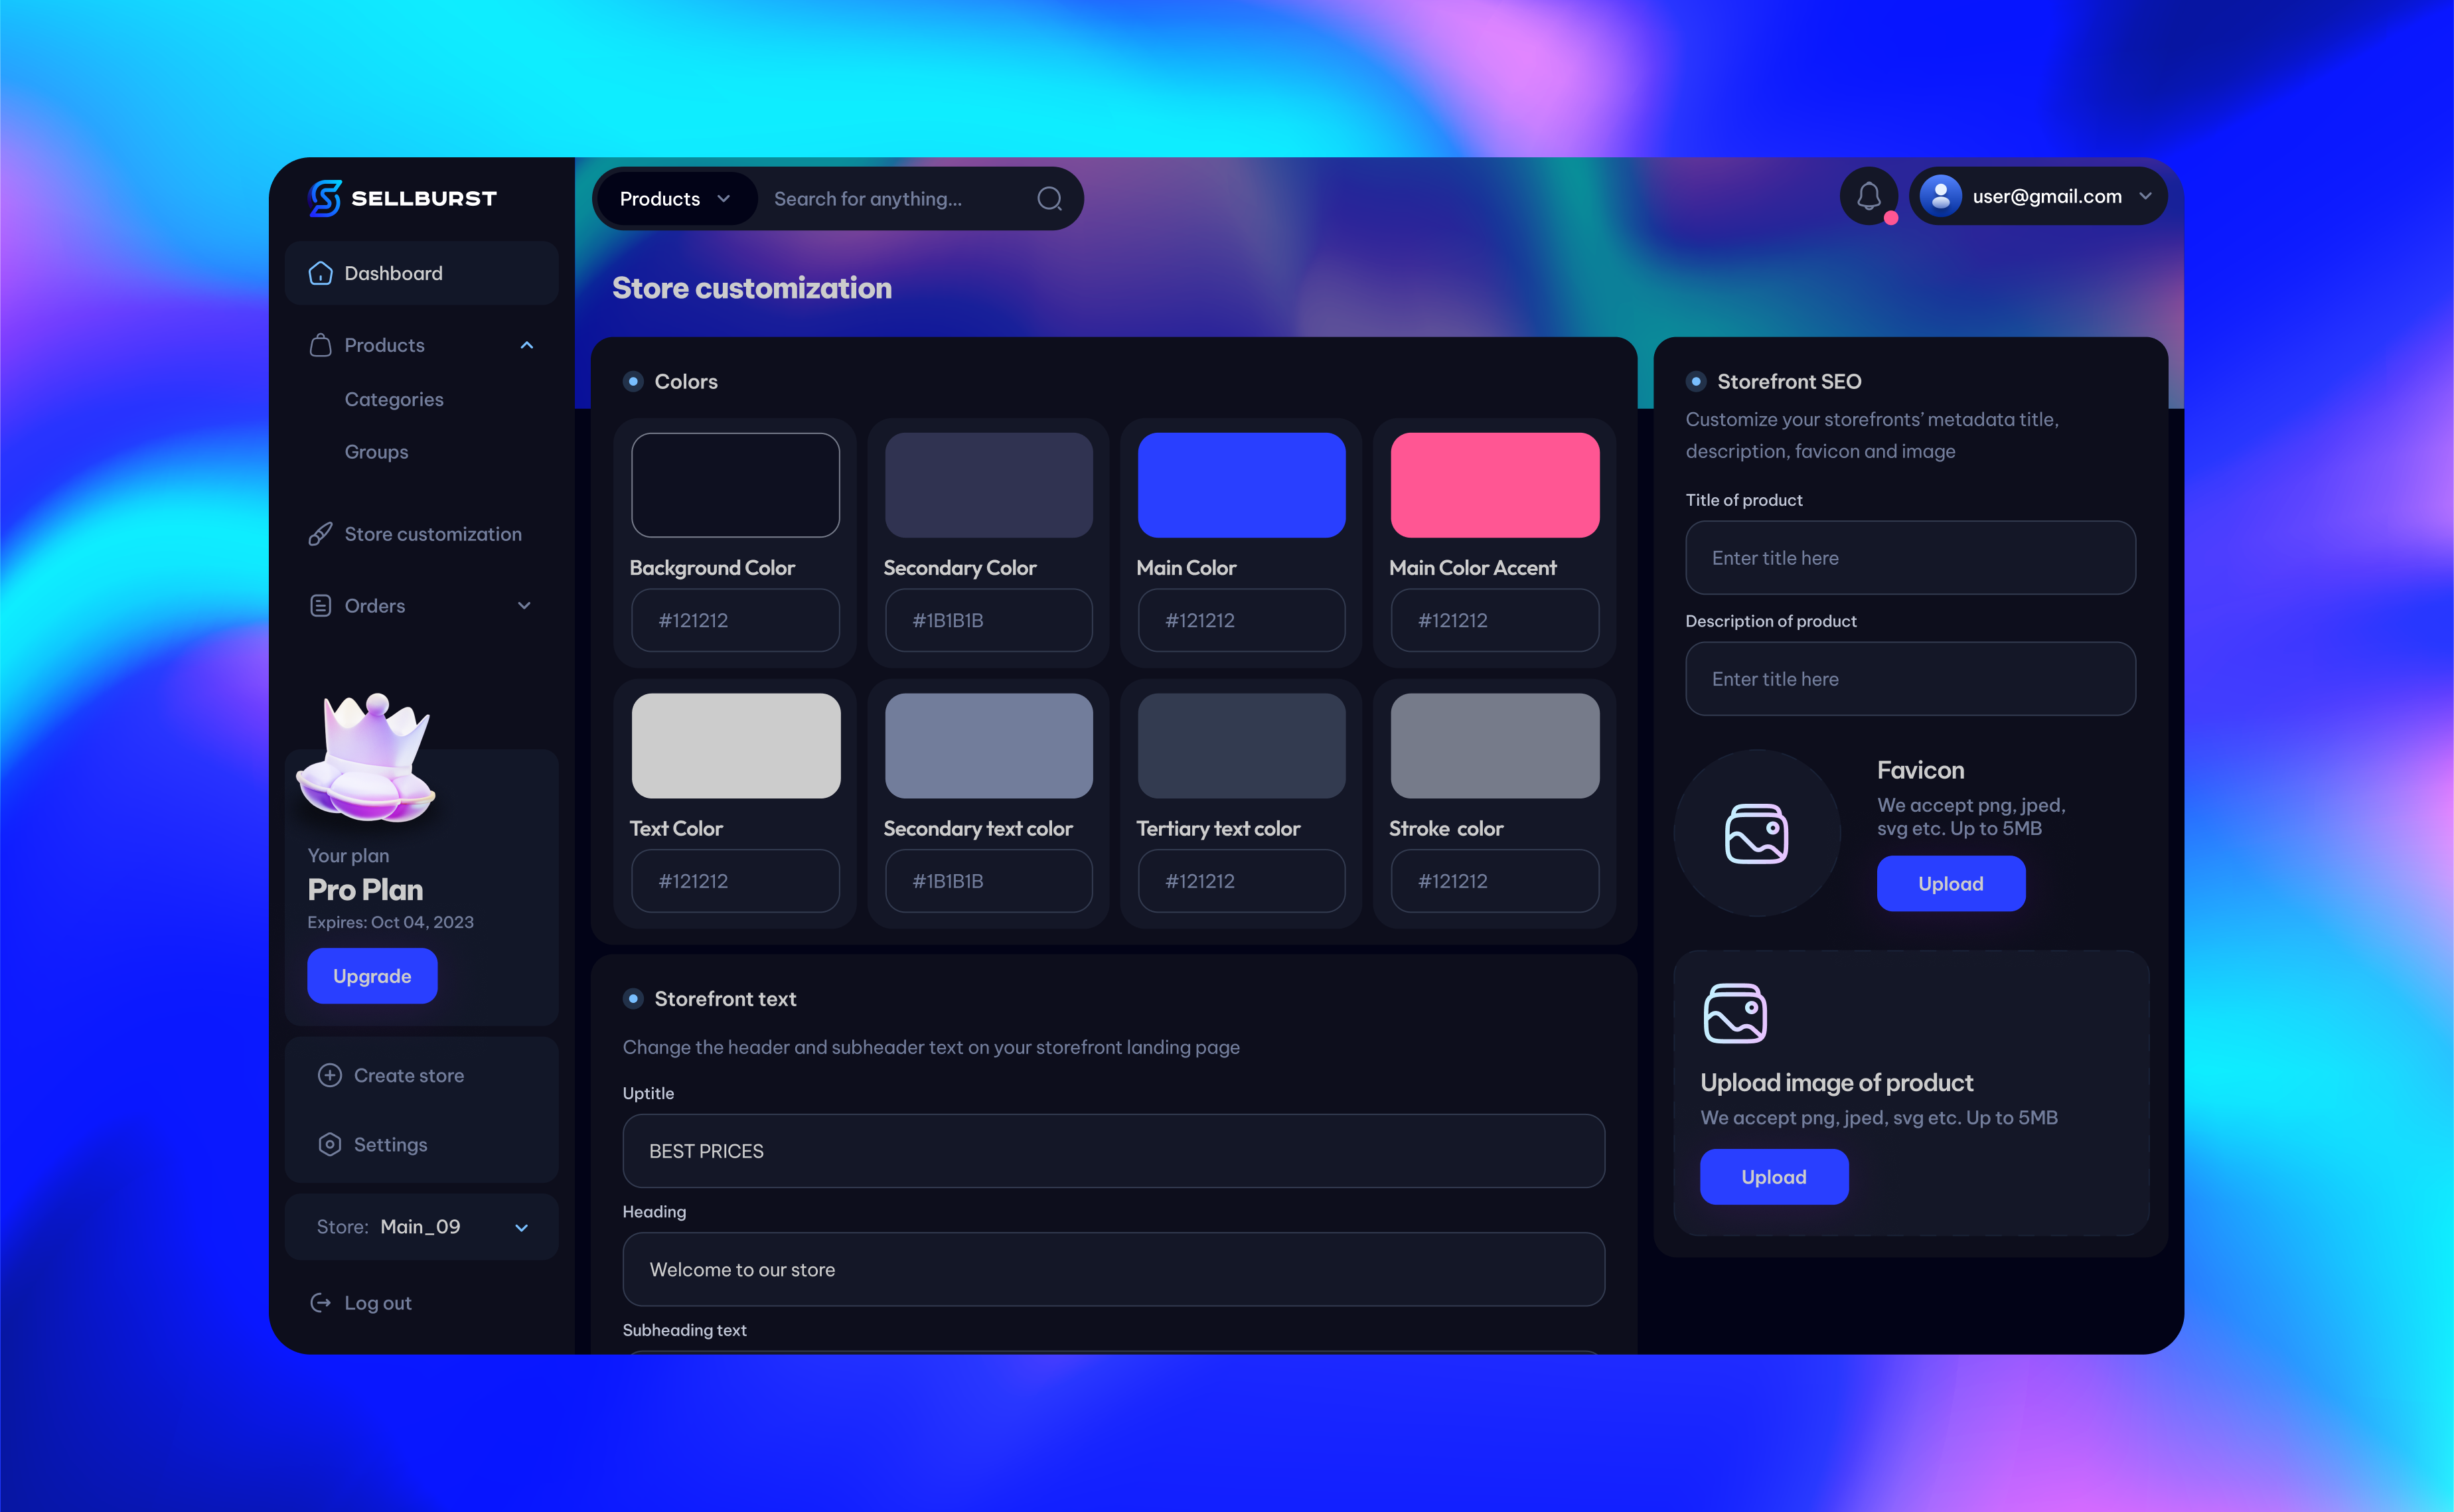 SELLBURST
Dashboard
Products
Categories
Groups
Store customization
Orders
Your plan
Pro Plan
Expires: Oct 04, 2023
Upgrade
Create store
Settings
Store: Main_09
Log out
Products
Search for anything...
user@gmail.com
Store customization
Colors
Background Color
#121212
Secondary Color
#1B1B1B
Main Color
#121212
Main Color Accent
#121212
Text Color
#121212
Secondary text color
#1B1B1B
Tertiary text color
#121212
Stroke color
#121212
Storefront text
Change the header and subheader text on your storefront landing page
Uptitle
BEST PRICES
Heading
Welcome to our store
Subheading text
Storefront SEO
Customize your storefronts’ metadata title,
description, favicon and image
Title of product
Enter title here
Description of product
Enter title here
Favicon
We accept png, jped,
svg etc. Up to 5MB
Upload
Upload image of product
We accept png, jped, svg etc. Up to 5MB
Upload